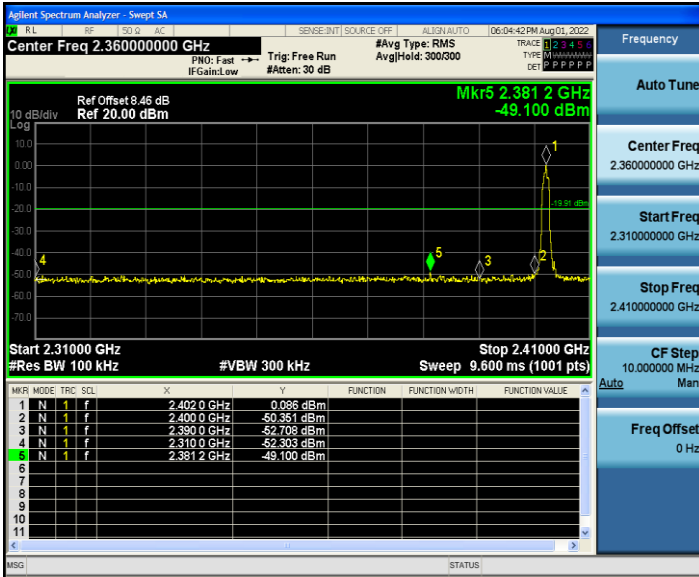 Agilent Spectrum Analyzer - Swept SA
RL RF 50 Ω AC SENSE:INT SOURCE OFF ALIGN AUTO 06:04:42 PM Aug 01, 2022
Center Freq 2.360000000 GHz
PNO: Fast
IFGain:Low
Trig: Free Run
#Atten: 30 dB
#Avg Type: RMS
Avg|Hold: 300/300
TRACE 1 2 3 4 5 6
TYPE M
DET P P P P P P
Mkr5 2.381 2 GHz
-49.100 dBm
Ref Offset 8.46 dB
10 dB/div Ref 20.00 dBm
Log
10.0
0.00
-10.0
-20.0
-30.0
-40.0
-50.0
-60.0
-70.0
1
-19.91 dBm
4
5
3
2
Start 2.31000 GHz Stop 2.41000 GHz
#Res BW 100 kHz #VBW 300 kHz Sweep 9.600 ms (1001 pts)
MKR MODE TRC SCL X Y FUNCTION FUNCTION WIDTH FUNCTION VALUE
1 N 1 f 2.402 0 GHz 0.086 dBm
2 N 1 f 2.400 0 GHz -50.351 dBm
3 N 1 f 2.390 0 GHz -52.708 dBm
4 N 1 f 2.310 0 GHz -52.303 dBm
5 N 1 f 2.381 2 GHz -49.100 dBm
6
7
8
9
10
11
MSG STATUS
Frequency
Auto Tune
Center Freq
2.360000000 GHz
Start Freq
2.310000000 GHz
Stop Freq
2.410000000 GHz
CF Step
10.000000 MHz
Auto Man
Freq Offset
0 Hz